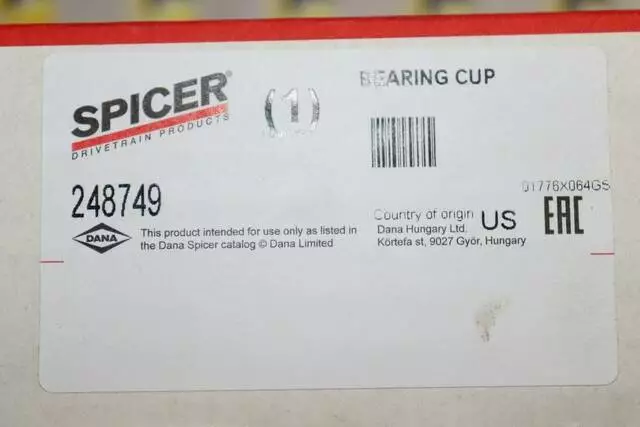 SPICER®
DRIVETRAIN PRODUCTS
(1)
BEARING CUP
248749
01776X064GS
DANA
This product intended for use only as listed in
the Dana Spicer catalog © Dana Limited
Country of origin US
Dana Hungary Ltd.
Körtefa st, 9027 Győr, Hungary
EAC